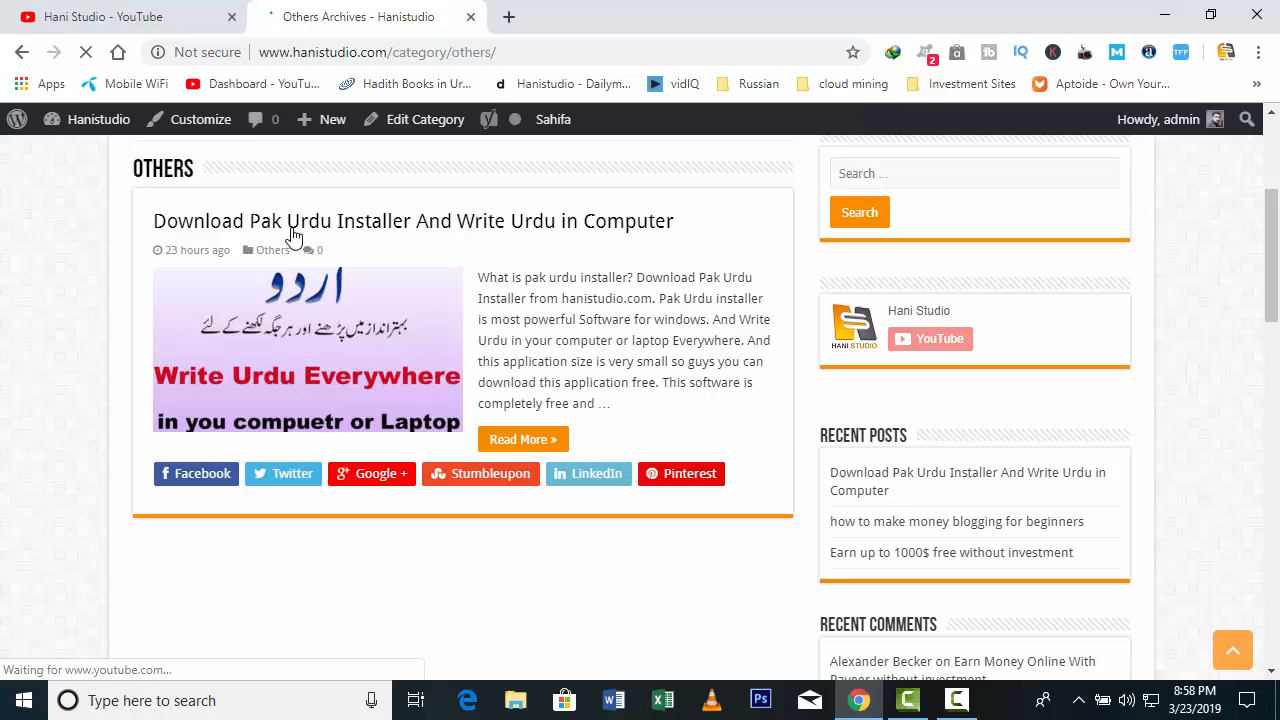 Hani Studio - YouTube
Others Archives - Hanistudio
Not secure
www.hanistudio.com/category/others/
2
Apps
Mobile WiFi
Dashboard - YouTu...
Hadith Books in Ur...
Hanistudio - Dailym...
vidIQ
Russian
cloud mining
Investment Sites
Aptoide - Own Your...
»
Hanistudio
Customize
0
New
Edit Category
Sahifa
Howdy, admin
OTHERS
Download Pak Urdu Installer And Write Urdu in Computer
23 hours ago
Others
0
اردو
بہتر انداز میں پڑھنے اور ہر جگہ لکھنے کے لئے
Write Urdu Everywhere
in you compuetr or Laptop
What is pak urdu installer? Download Pak Urdu
Installer from hanistudio.com. Pak Urdu installer
is most powerful Software for windows. And Write
Urdu in your computer or laptop Everywhere. And
this application size is very small so guys you can
download this application free. This software is
completely free and …
Read More »
Facebook
Twitter
Google +
Stumbleupon
LinkedIn
Pinterest
Search ...
Search
HANI STUDIO
Hani Studio
YouTube
RECENT POSTS
Download Pak Urdu Installer And Write Urdu in
Computer
how to make money blogging for beginners
Earn up to 1000$ free without investment
RECENT COMMENTS
Alexander Becker on Earn Money Online With
Payeer without investment
Waiting for www.youtube.com...
Type here to search
8:58 PM
3/23/2019